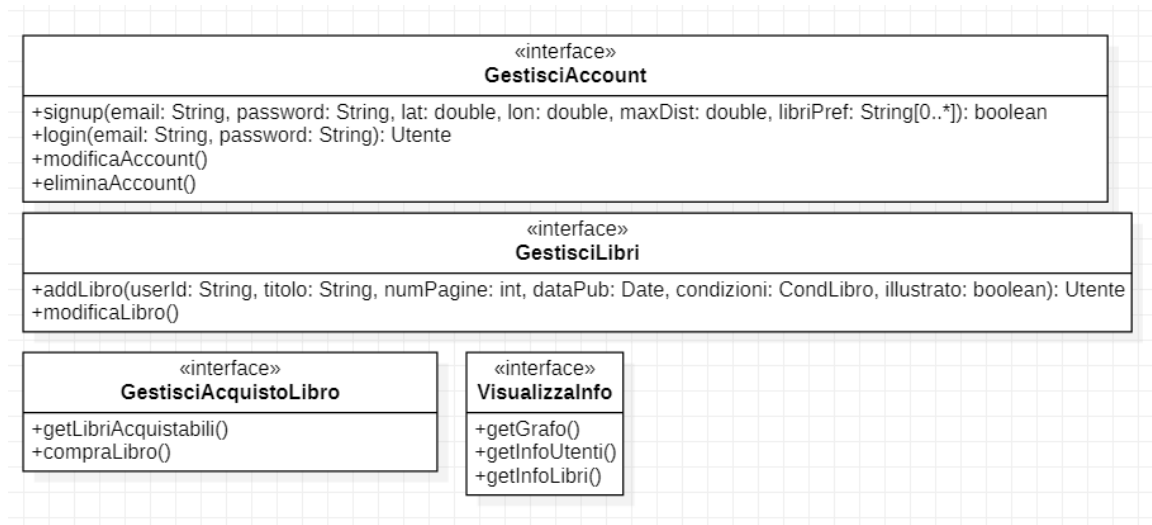 «interface»
GestisciAccount
+signup(email: String, password: String, lat: double, lon: double, maxDist: double, libriPref: String[0..*]): boolean
+login(email: String, password: String): Utente
+modificaAccount()
+eliminaAccount()
«interface»
GestisciLibri
+addLibro(userId: String, titolo: String, numPagine: int, dataPub: Date, condizioni: CondLibro, illustrato: boolean): Utente
+modificaLibro()
«interface»
GestisciAcquistoLibro
+getLibriAcquistabili()
+compraLibro()
«interface»
VisualizzaInfo
+getGrafo()
+getInfoUtenti()
+getInfoLibri()